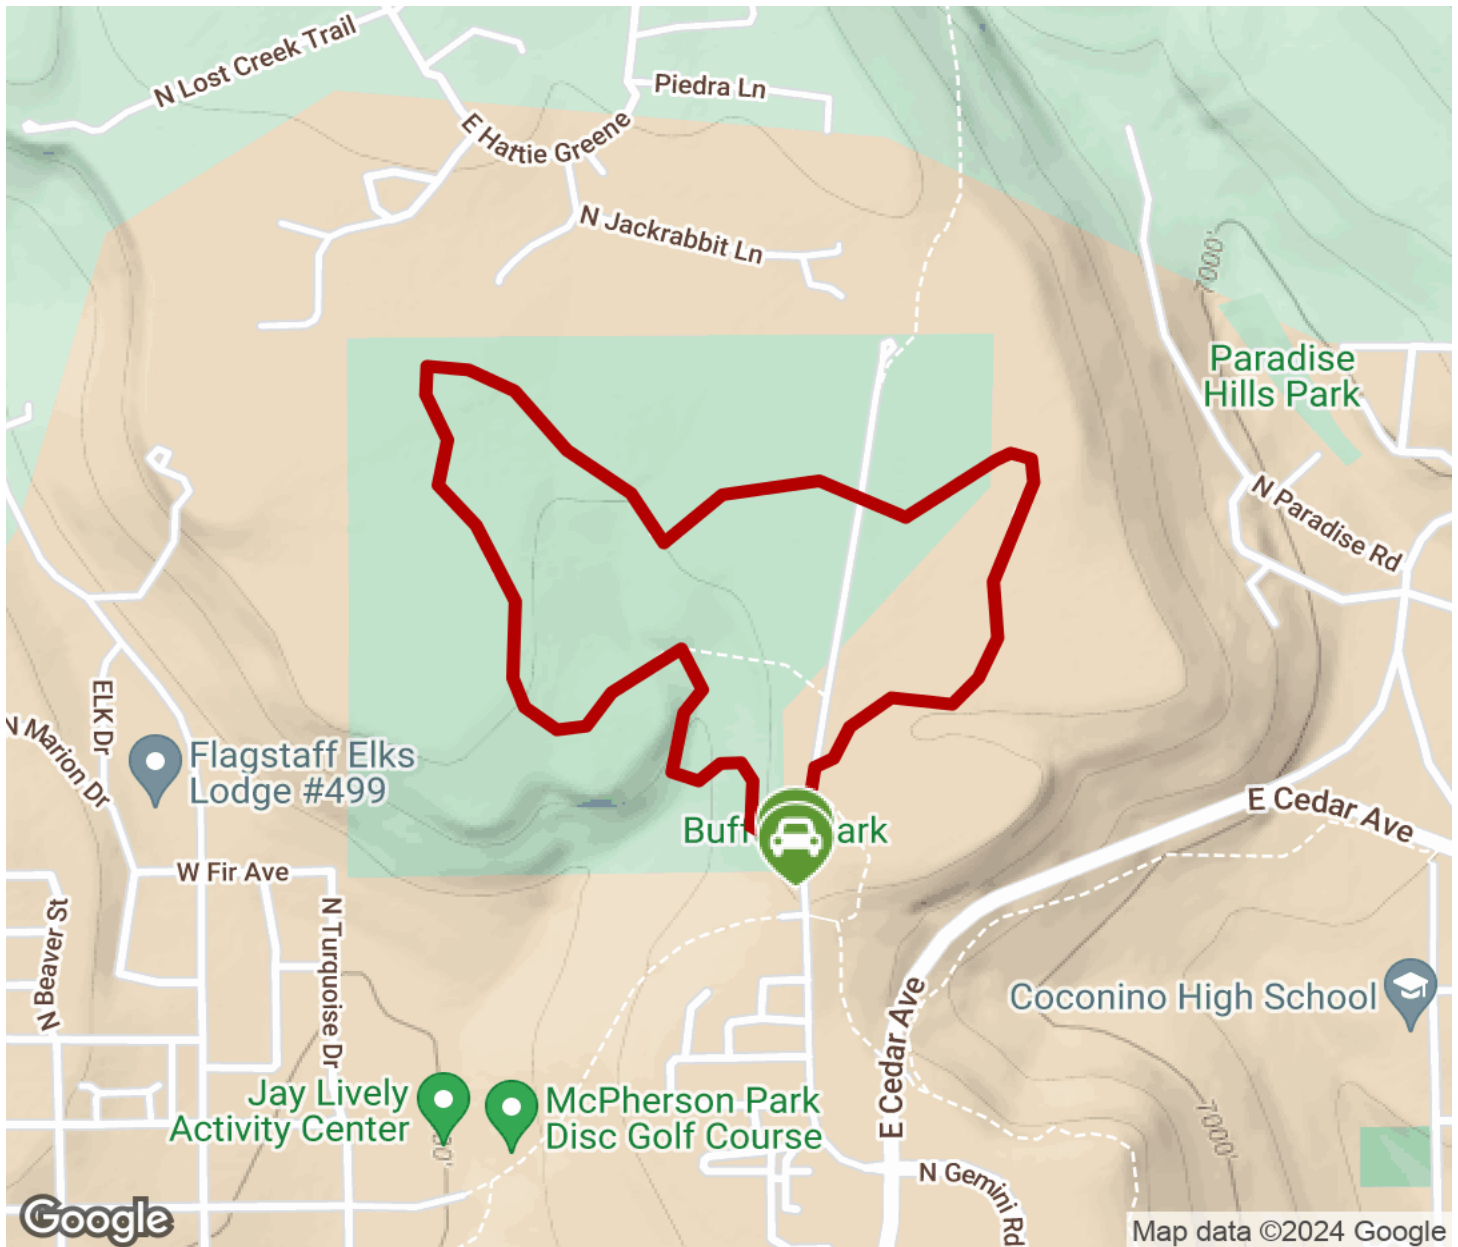 N Lost Creek Trail
Piedra Ln
E Hattie Greene
N Jackrabbit Ln
7000'
Paradise
Hills Park
N Paradise Rd
ELK Dr
N Marion Dr
Flagstaff Elks
Lodge #499
E Cedar Ave
W Fir Ave
N Beaver St
N Turquoise Dr
Coconino High School
E Cedar Ave
Jay Lively
Activity Center
McPherson Park
Disc Golf Course
7000'
N Gemini Rd
Google
Map data ©2024 Google